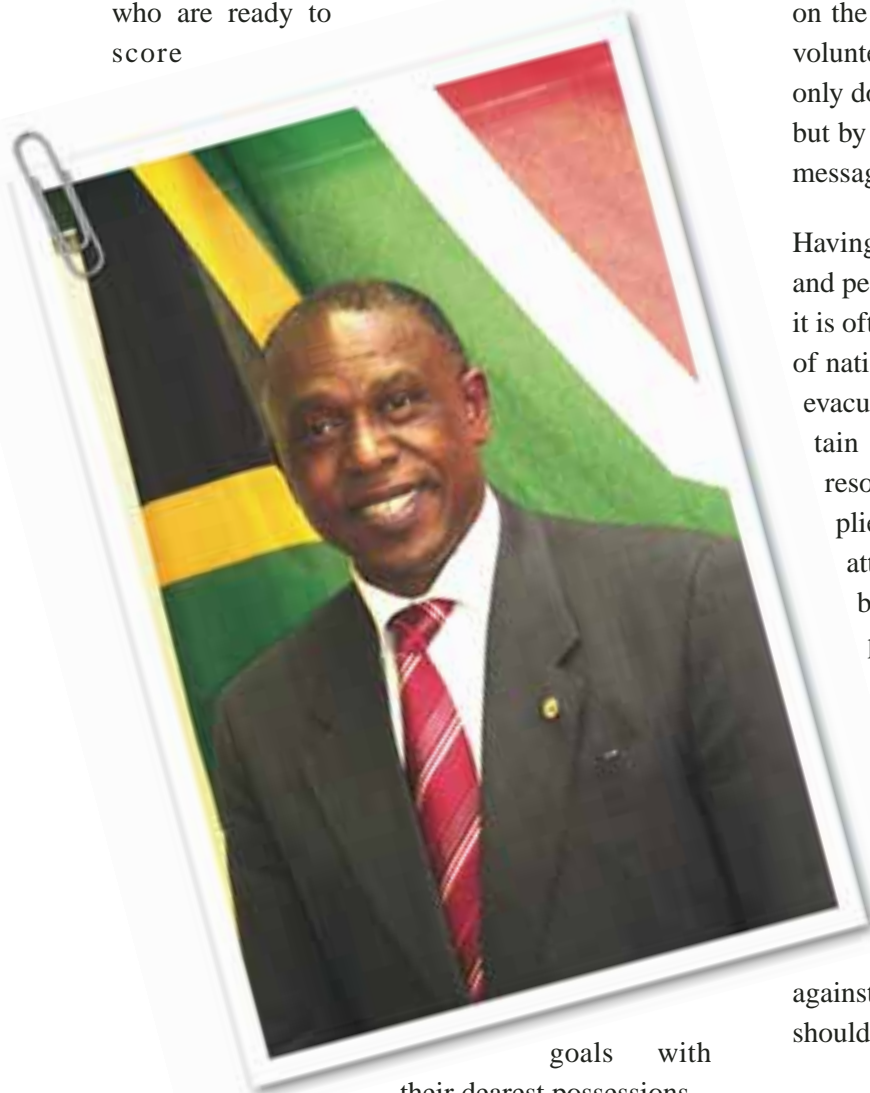 who are ready to
score
goals with
their dearest possessions
on the
volunte
only do
but by
messag
Having
and pe
it is oft
of nati
evacu
tain
reso
plic
att
b
against
should